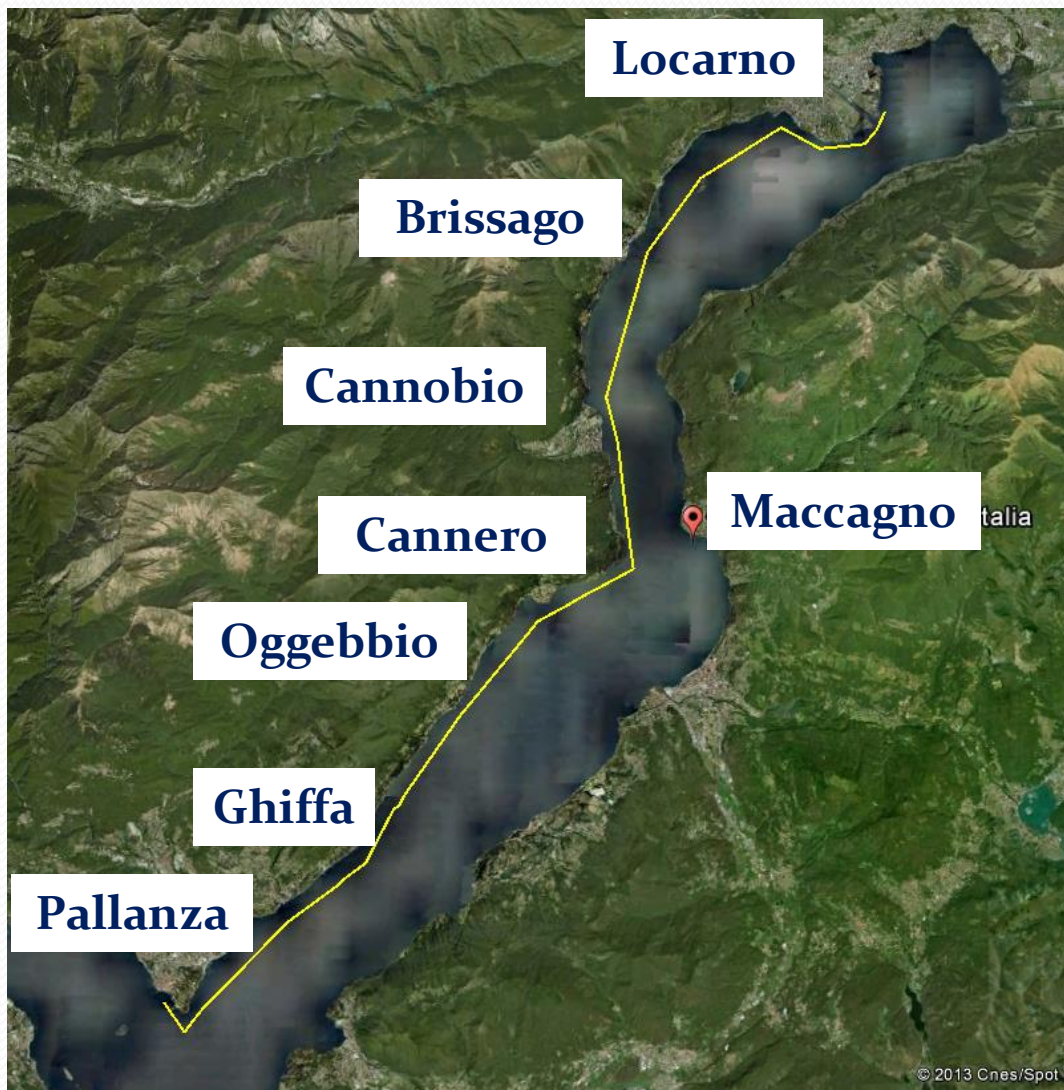 Locarno
Brissago
Cannobio
Cannero
Maccagno
talia
Oggebbio
Ghiffa
Pallanza
© 2013 Cnes/Spot